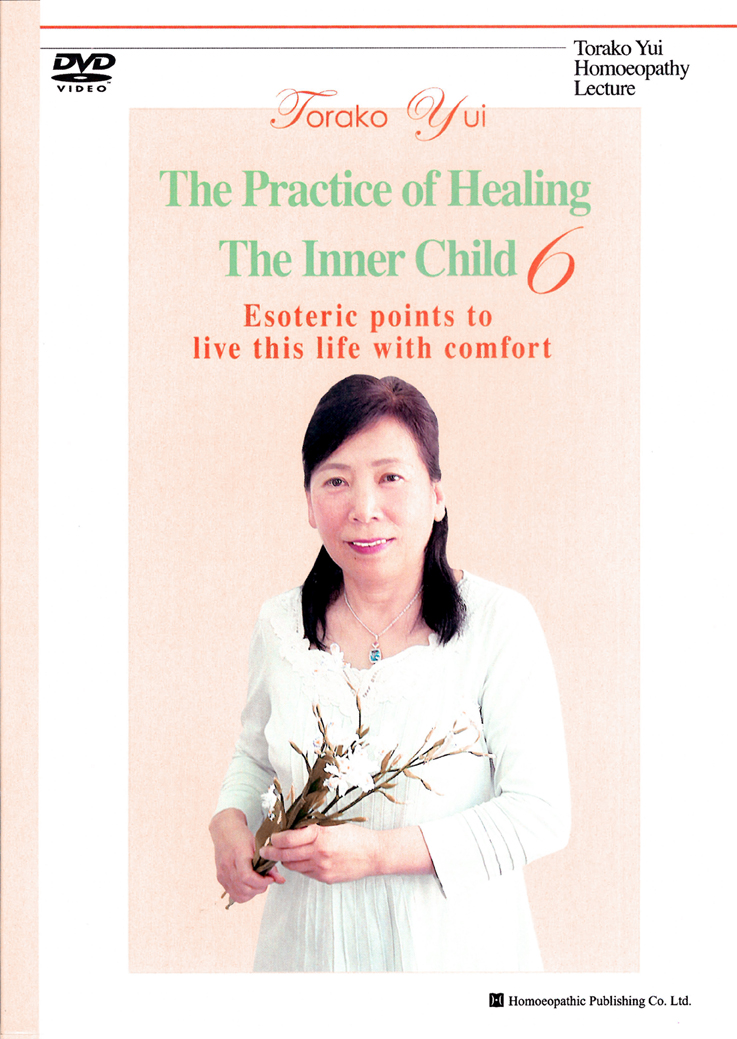 DVD
VIDEO
Torako Yui
Homoeopathy
Lecture
Torako Yui
The Practice of Healing
The Inner Child 6
Esoteric points to
live this life with comfort
Homoeopathic Publishing Co. Ltd.